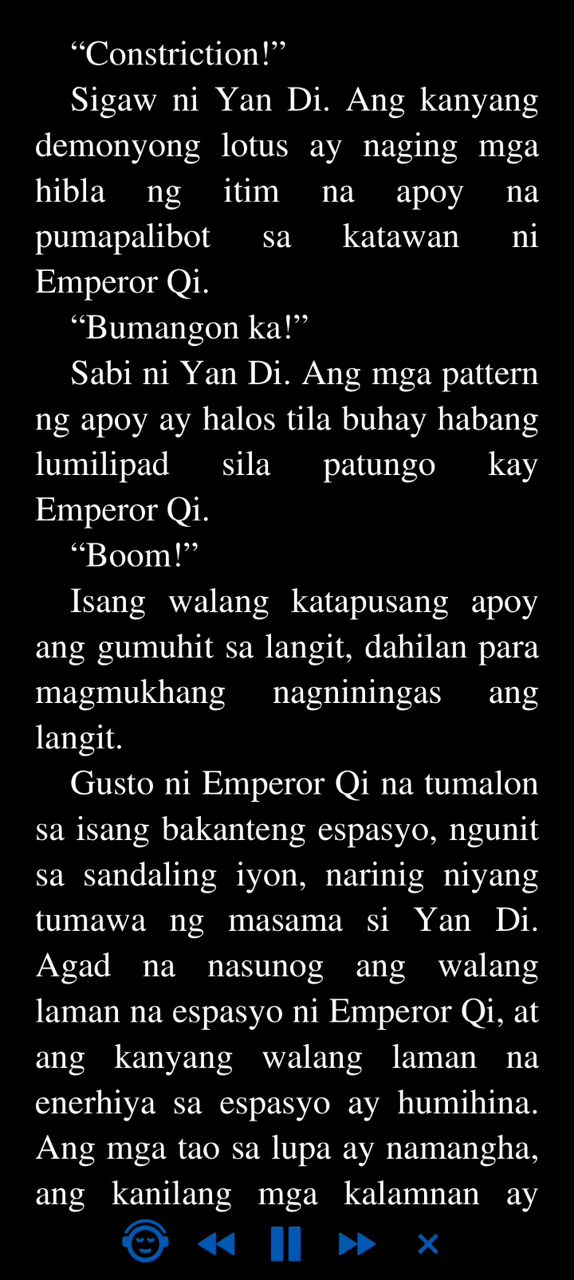 “Constriction!”
Sigaw ni Yan Di. Ang kanyang
demonyong lotus ay naging mga
hibla ng itim na apoy na
pumapalibot sa katawan ni
Emperor Qi.
“Bumangon ka!”
Sabi ni Yan Di. Ang mga pattern
ng apoy ay halos tila buhay habang
lumilipad sila patungo kay
Emperor Qi.
“Boom!”
Isang walang katapusang apoy
ang gumuhit sa langit, dahilan para
magmukhang nagniningas ang
langit.
Gusto ni Emperor Qi na tumalon
sa isang bakanteng espasyo, ngunit
sa sandaling iyon, narinig niyang
tumawa ng masama si Yan Di.
Agad na nasunog ang walang
laman na espasyo ni Emperor Qi, at
ang kanyang walang laman na
enerhiya sa espasyo ay humihina.
Ang mga tao sa lupa ay namangha,
ang kanilang mga kalamnan ay